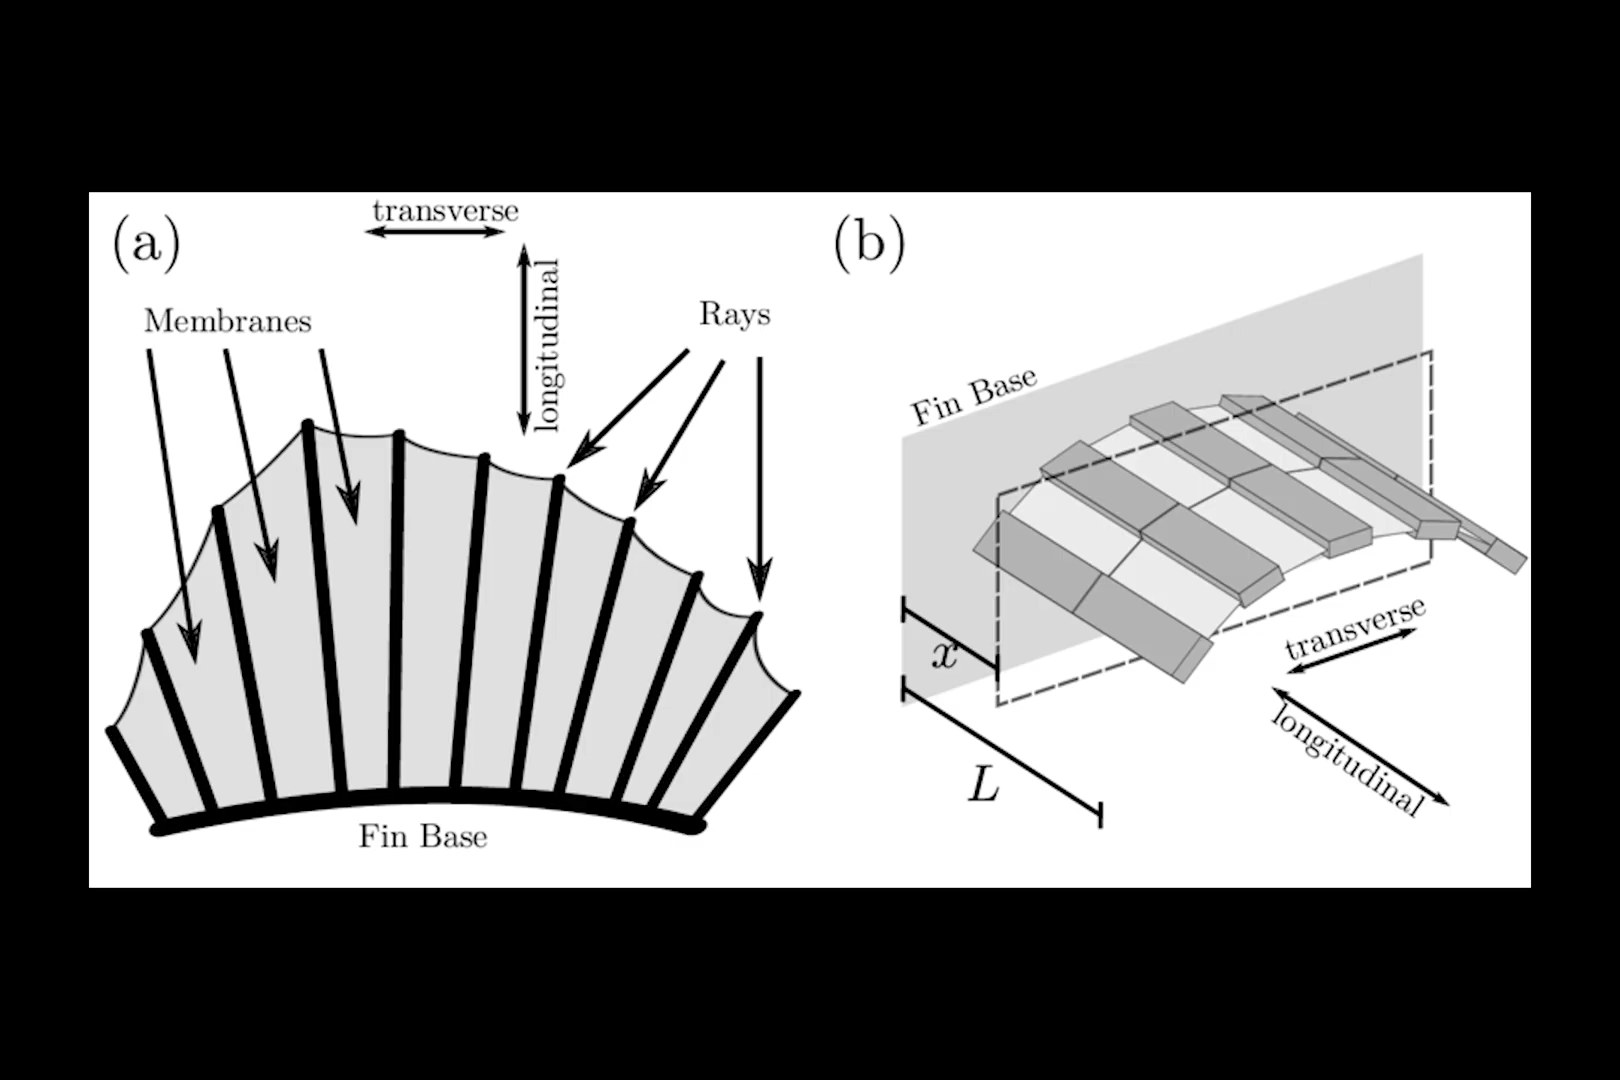 (a)
transverse
longitudinal
Membranes
Rays
Fin Base
(b)
Fin Base
x
L
transverse
longitudinal